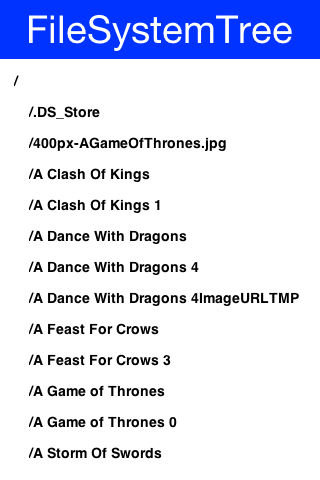 FileSystemTree
/
/.DS_Store
/400px-AGameOfThrones.jpg
/A Clash Of Kings
/A Clash Of Kings 1
/A Dance With Dragons
/A Dance With Dragons 4
/A Dance With Dragons 4ImageURLTMP
/A Feast For Crows
/A Feast For Crows 3
/A Game of Thrones
/A Game of Thrones 0
/A Storm Of Swords